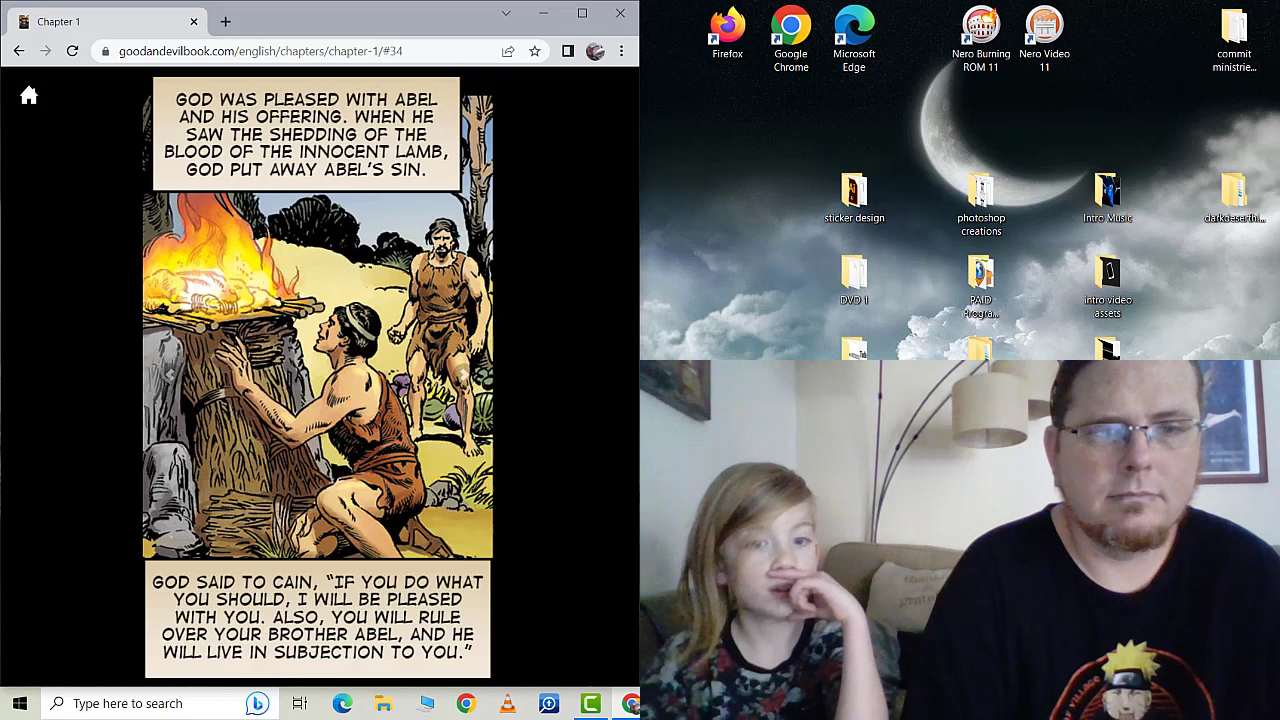 Chapter 1
goodandevilbook.com/english/chapters/chapter-1/#34
GOD WAS PLEASED WITH ABEL
AND HIS OFFERING. WHEN HE
SAW THE SHEDDING OF THE
BLOOD OF THE INNOCENT LAMB,
GOD PUT AWAY ABEL'S SIN.
GOD SAID TO CAIN, "IF YOU DO WHAT
YOU SHOULD, I WILL BE PLEASED
WITH YOU. ALSO, YOU WILL RULE
OVER YOUR BROTHER ABEL, AND HE
WILL LIVE IN SUBJECTION TO YOU."
Type here to search
Firefox
Google
Chrome
Microsoft
Edge
Nero Burning
ROM 11
Nero Video
11
commit
ministrie...
sticker design
photoshop
creations
Intro Music
darkdeserthi...
DVD 1
PAID
Progra...
intro video
assets